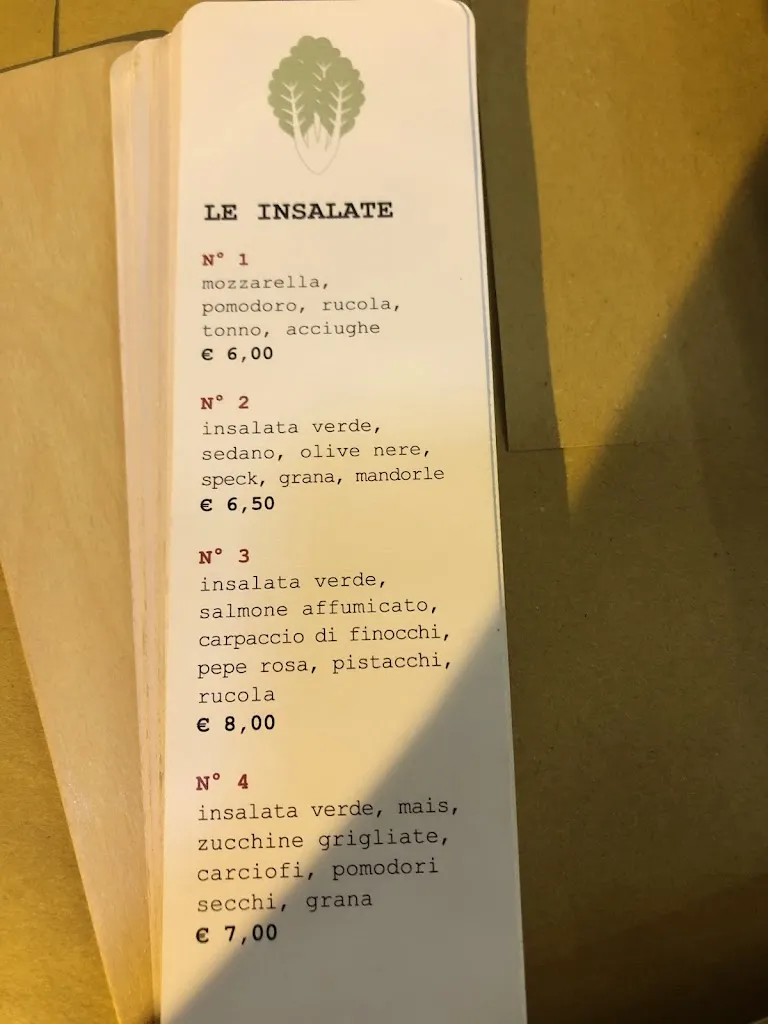 LE INSALATE
N° 1
mozzarella,
pomodoro, rucola,
tonno, acciughe
€ 6,00
N° 2
insalata verde,
sedano, olive nere,
speck, grana, mandorle
€ 6,50
N° 3
insalata verde,
salmone affumicato,
carpaccio di finocchi,
pepe rosa, pistacchi,
rucola
€ 8,00
N° 4
insalata verde, mais,
zucchine grigliate,
carciofi, pomodori
secchi, grana
€ 7,00